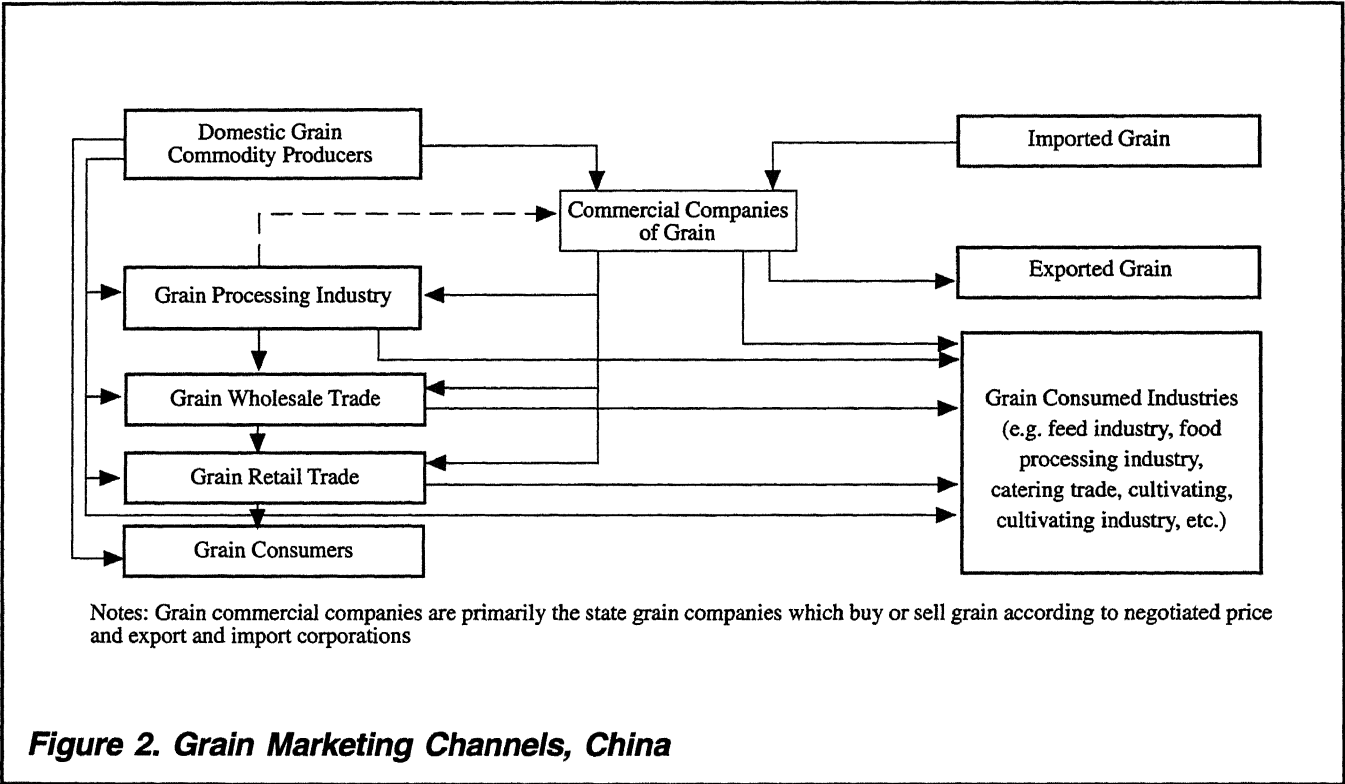 Domestic Grain
Commodity Producers
Imported Grain
Commercial Companies
of Grain
Exported Grain
Grain Processing Industry
Grain Wholesale Trade
Grain Retail Trade
Grain Consumers
Grain Consumed Industries
(e.g. feed industry, food
processing industry,
catering trade, cultivating,
cultivating industry, etc.)
Notes: Grain commercial companies are primarily the state grain companies which buy or sell grain according to negotiated price
and export and import corporations
Figure 2. Grain Marketing Channels, China